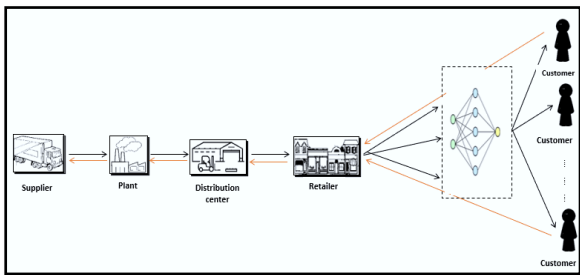 Customer
Customer
Supplier
Plant
Distribution
center
Retailer
Customer